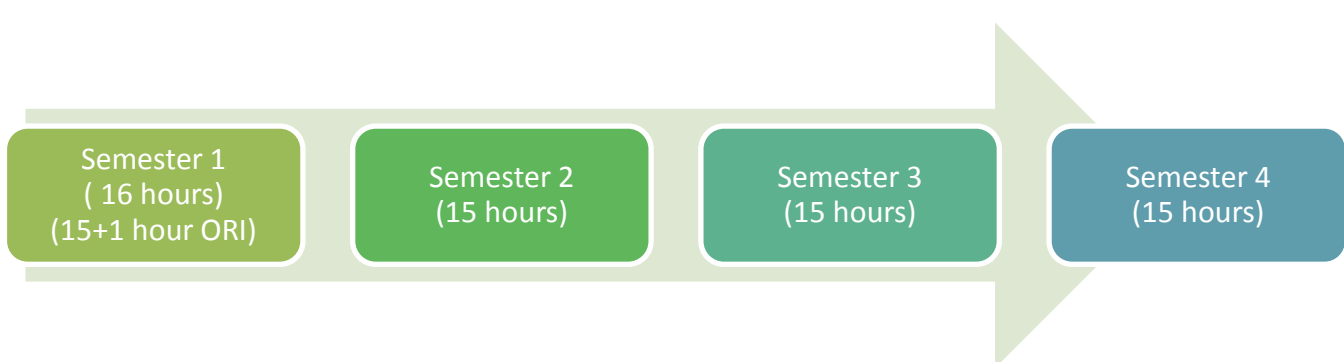 Semester 1
( 16 hours)
(15+1 hour ORI)
Semester 2
(15 hours)
Semester 3
(15 hours)
Semester 4
(15 hours)